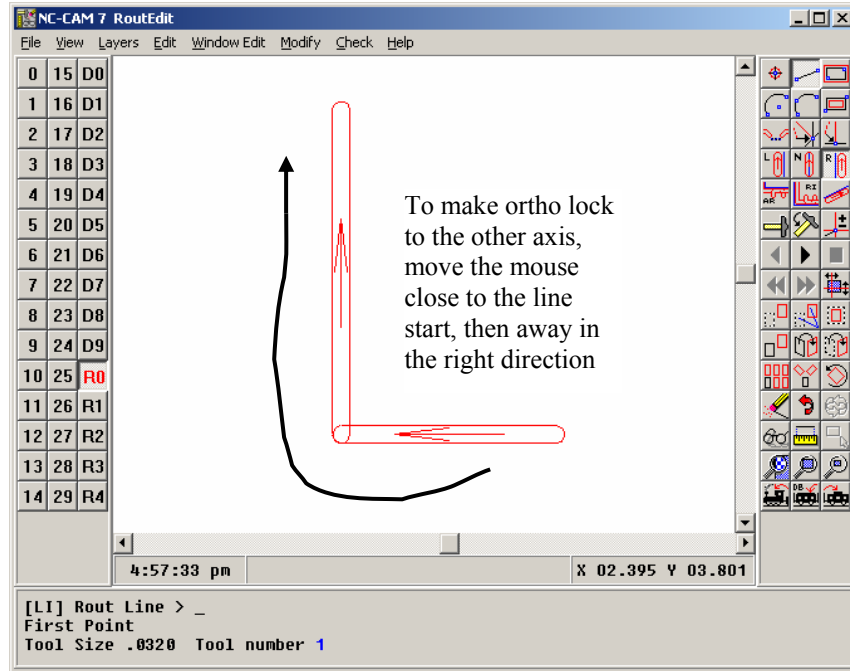 NC-CAM 7 RoutEdit
File View Layers Edit Window Edit Modify Check Help
0 15 D0
1 16 D1
2 17 D2
3 18 D3
4 19 D4
5 20 D5
6 21 D6
7 22 D7
8 23 D8
9 24 D9
10 25 R0
11 26 R1
12 27 R2
13 28 R3
14 29 R4
L N R
AR RI
DB
To make ortho lock
to the other axis,
move the mouse
close to the line
start, then away in
the right direction
4:57:33 pm X 02.395 Y 03.801
[LI] Rout Line > _
First Point
Tool Size .0320 Tool number 1